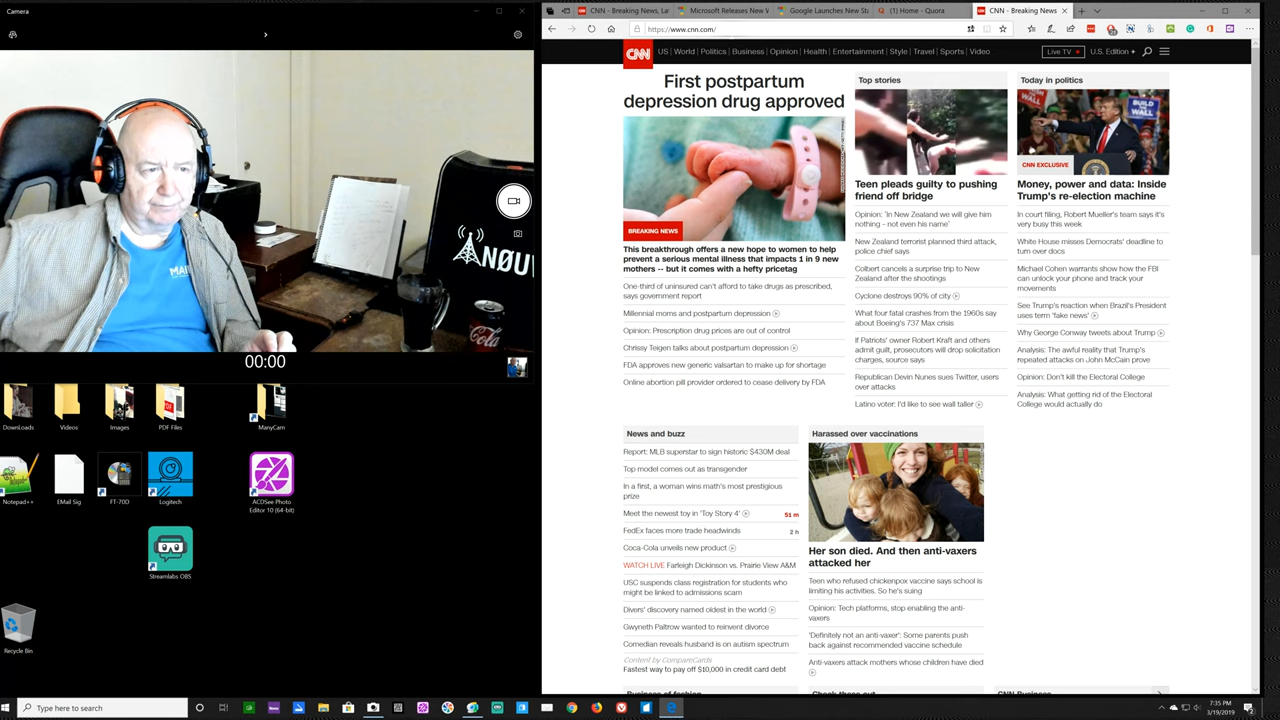 Camera
00:00
Downloads
Videos
Images
PDF Files
ManyCam
Notepad++
EMail Sig
FT-70D
Logitech
ACDSee Photo
Editor 10 (64-bit)
Streamlabs OBS
Recycle Bin
CNN - Breaking News, La
Microsoft Releases New V
Google Launches New Sta
(1) Home - Quora
CNN - Breaking News
https://www.cnn.com/
CNN
US World Politics Business Opinion Health Entertainment Style Travel Sports Video
Live TV
U.S. Edition +
First postpartum
depression drug approved
BREAKING NEWS
This breakthrough offers a new hope to women to help
prevent a serious mental illness that impacts 1 in 9 new
mothers -- but it comes with a hefty pricetag
One-third of uninsured can't afford to take drugs as prescribed,
says government report
Millennial moms and postpartum depression
Opinion: Prescription drug prices are out of control
Chrissy Teigen talks about postpartum depression
FDA approves new generic valsartan to make up for shortage
Online abortion pill provider ordered to cease delivery by FDA
Top stories
Teen pleads guilty to pushing
friend off bridge
Opinion: 'In New Zealand we will give him
nothing - not even his name'
New Zealand terrorist planned third attack,
police chief says
Colbert cancels a surprise trip to New
Zealand after the shootings
Cyclone destroys 90% of city
What four fatal crashes from the 1960s say
about Boeing's 737 Max crisis
If Patriots' owner Robert Kraft and others
admit guilt, prosecutors will drop solicitation
charges, source says
Republican Devin Nunes sues Twitter, users
over attacks
Latino voter: I'd like to see wall taller
Today in politics
CNN EXCLUSIVE
Money, power and data: Inside
Trump's re-election machine
In court filing, Robert Mueller's team says it's
very busy this week
White House misses Democrats' deadline to
turn over docs
Michael Cohen warrants show how the FBI
can unlock your phone and track your
movements
See Trump's reaction when Brazil's President
uses term 'fake news'
Why George Conway tweets about Trump
Analysis: The awful reality that Trump's
repeated attacks on John McCain prove
Opinion: Don't kill the Electoral College
Analysis: What getting rid of the Electoral
College would actually do
News and buzz
Report: MLB superstar to sign historic $430M deal
Top model comes out as transgender
In a first, a woman wins math's most prestigious
prize
Meet the newest toy in 'Toy Story 4' 51 m
FedEx faces more trade headwinds 2 h
Coca-Cola unveils new product
WATCH LIVE Farleigh Dickinson vs. Prairie View A&M
USC suspends class registration for students who
might be linked to admissions scam
Divers' discovery named oldest in the world
Gwyneth Paltrow wanted to reinvent divorce
Comedian reveals husband is on autism spectrum
Content by CompareCards
Fastest way to pay off $10,000 in credit card debt
Harassed over vaccinations
Her son died. And then anti-vaxers
attacked her
Teen who refused chickenpox vaccine says school is
limiting his activities. So he's suing
Opinion: Tech platforms, stop enabling the anti-
vaxers
'Definitely not an anti-vaxer': Some parents push
back against recommended vaccine schedule
Anti-vaxers attack mothers whose children have died
Business of fashion
Check these out
CNN Business
Type here to search
7:35 PM
3/19/2019